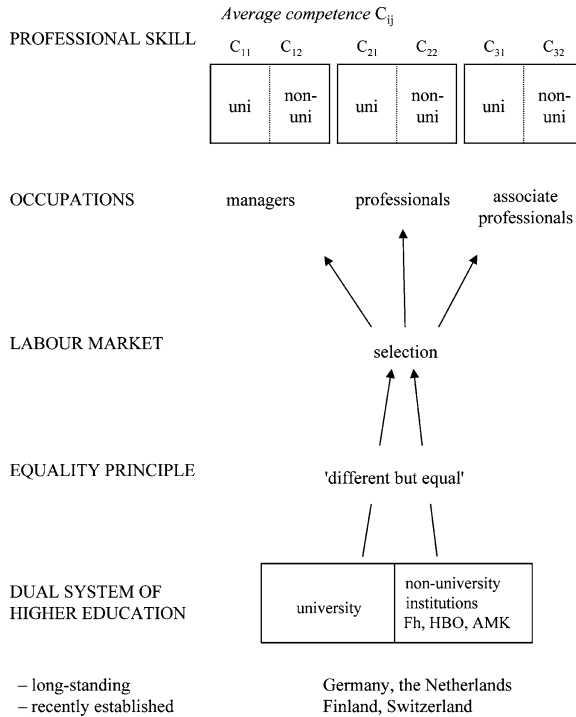 Average competence Cij
PROFESSIONAL SKILL
C11 C12 C21 C22 C31 C32
uni non-uni uni non-uni uni non-uni
OCCUPATIONS
managers professionals associate professionals
LABOUR MARKET
selection
EQUALITY PRINCIPLE
'different but equal'
DUAL SYSTEM OF
HIGHER EDUCATION
university
non-university
institutions
Fh, HBO, AMK
– long-standing Germany, the Netherlands
– recently established Finland, Switzerland